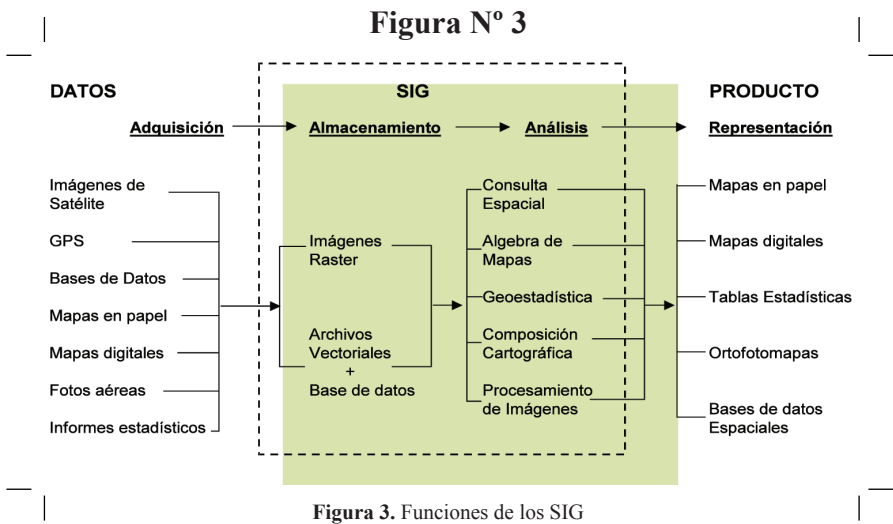 Figura Nº 3
DATOS
SIG
PRODUCTO
Adquisición
Almacenamiento
Análisis
Representación
Imágenes de
Satélite
GPS
Bases de Datos
Mapas en papel
Mapas digitales
Fotos aéreas
Informes estadísticos
Imágenes
Raster
Archivos
Vectoriales
+
Base de datos
Consulta
Espacial
Algebra de
Mapas
Geoestadística
Composición
Cartográfica
Procesamiento
de Imágenes
Mapas en papel
Mapas digitales
Tablas Estadísticas
Ortofotomapas
Bases de datos
Espaciales
Figura 3. Funciones de los SIG